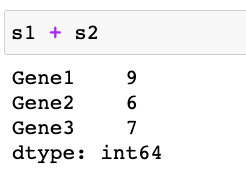 s1 + s2
Gene1    9
Gene2    6
Gene3    7
dtype: int64